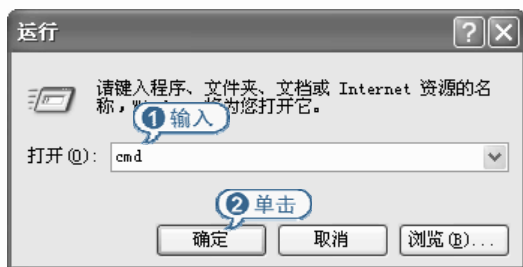 运行
请键入程序、文件夹、文档或 Internet 资源的名
称，将为您打开它。
1 输入
打开(O): cmd
2 单击
确定 取消 浏览(B)...